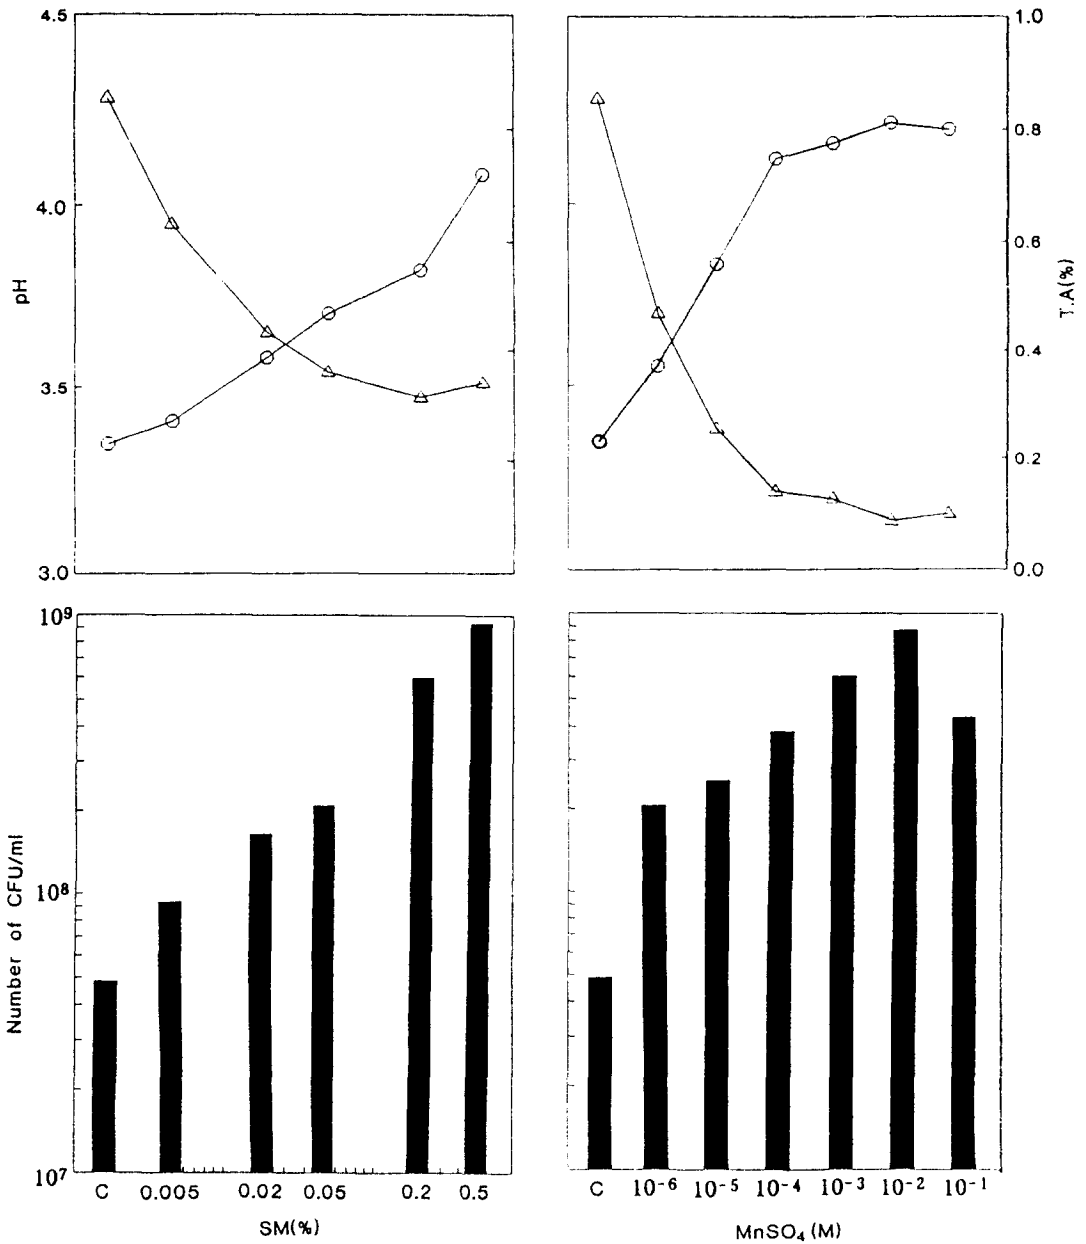 4.5
4.0
pH
3.5
3.0
1.0
0.8
0.6
T.A(%)
0.4
0.2
0.0
10⁹
10⁸
10⁷
Number of CFU/ml
C 0.005 0.02 0.05 0.2 0.5
SM(%)
C 10⁻⁶ 10⁻⁵ 10⁻⁴ 10⁻³ 10⁻² 10⁻¹
MnSO₄(M)